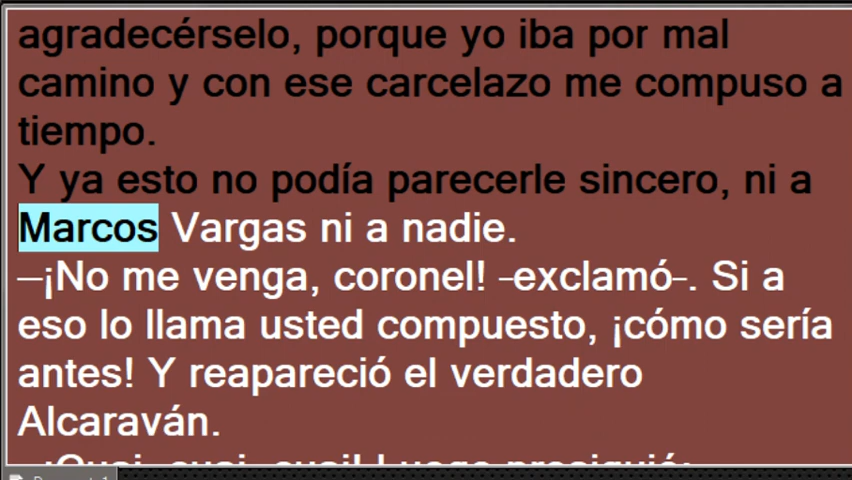 agradecérselo, porque yo iba por mal
camino y con ese carcelazo me compuso a
tiempo.
Y ya esto no podía parecerle sincero, ni a
Marcos Vargas ni a nadie.
—¡No me venga, coronel! –exclamó–. Si a
eso lo llama usted compuesto, ¡cómo sería
antes! Y reapareció el verdadero
Alcaraván.